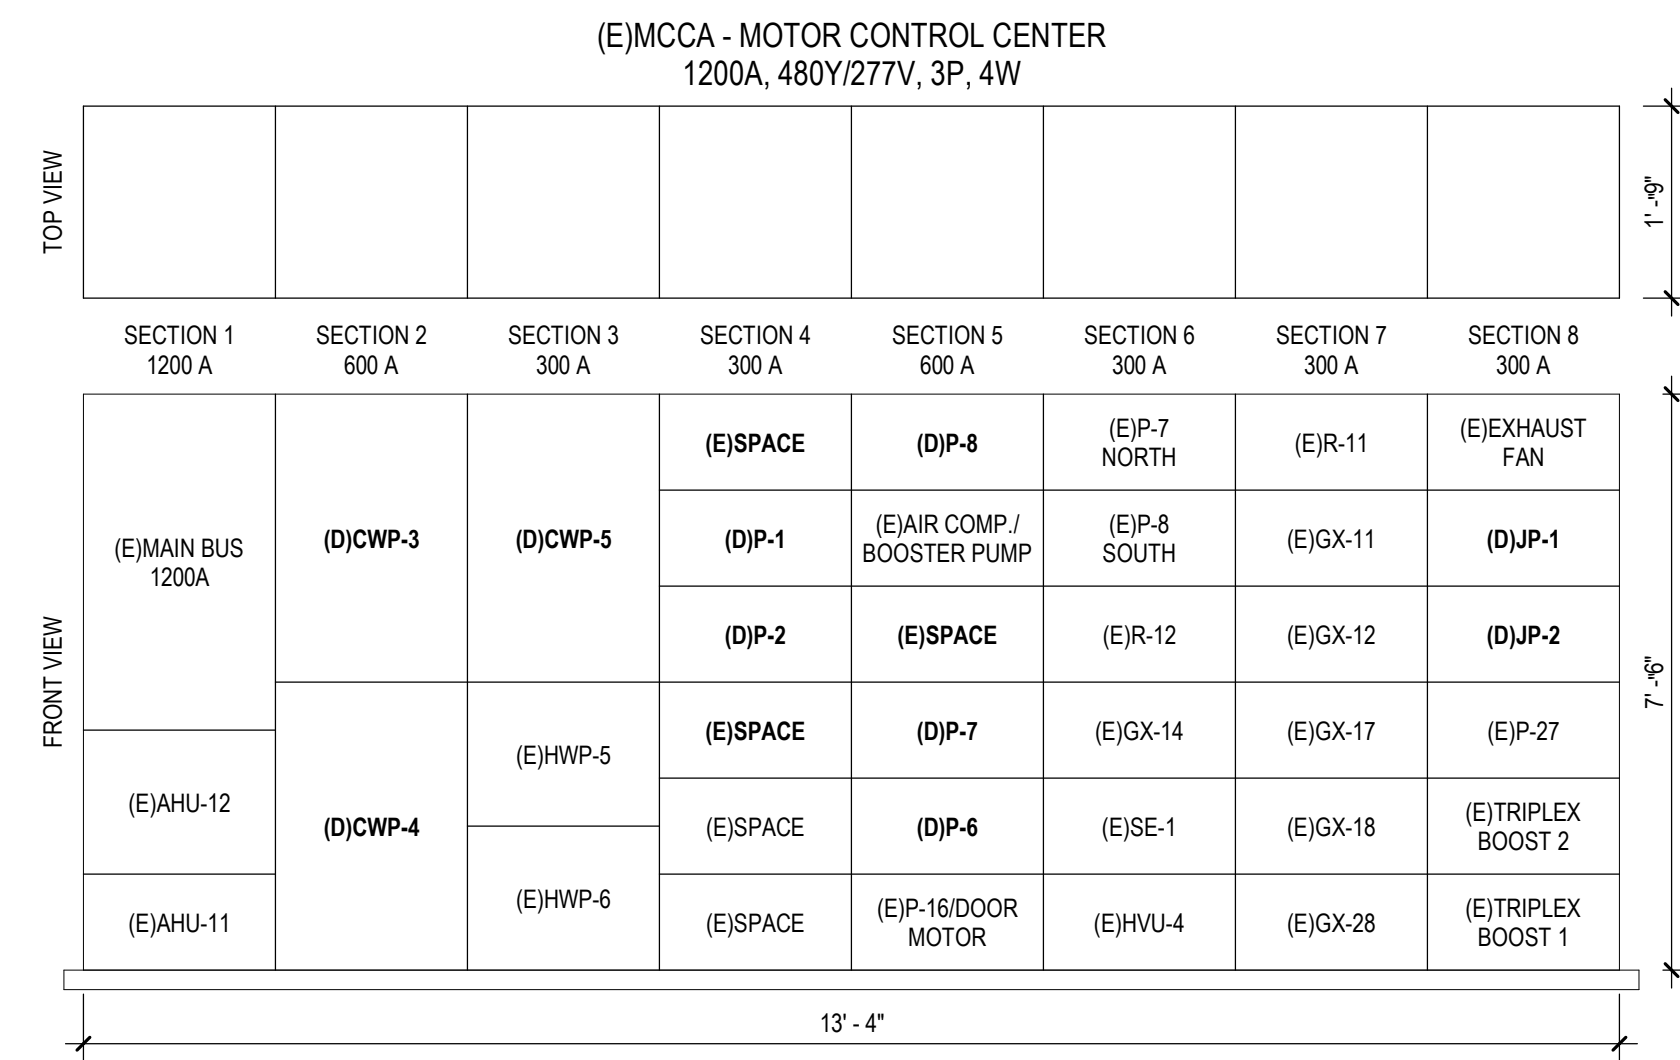 (E)MCCA - MOTOR CONTROL CENTER
1200A, 480Y/277V, 3P, 4W
TOP VIEW
1' - 9"
SECTION 1
1200 A
SECTION 2
600 A
SECTION 3
300 A
SECTION 4
300 A
SECTION 5
600 A
SECTION 6
300 A
SECTION 7
300 A
SECTION 8
300 A
FRONT VIEW
(E)MAIN BUS
1200A
(E)AHU-12
(E)AHU-11
(D)CWP-3
(D)CWP-4
(D)CWP-5
(E)HWP-5
(E)HWP-6
(E)SPACE
(D)P-1
(D)P-2
(E)SPACE
(E)SPACE
(E)SPACE
(D)P-8
(E)AIR COMP./
BOOSTER PUMP
(E)SPACE
(D)P-7
(D)P-6
(E)P-16/DOOR
MOTOR
(E)P-7
NORTH
(E)P-8
SOUTH
(E)R-12
(E)GX-14
(E)SE-1
(E)HVU-4
(E)R-11
(E)GX-11
(E)GX-12
(E)GX-17
(E)GX-18
(E)GX-28
(E)EXHAUST
FAN
(D)JP-1
(D)JP-2
(E)P-27
(E)TRIPLEX
BOOST 2
(E)TRIPLEX
BOOST 1
7' - 6"
13' - 4"